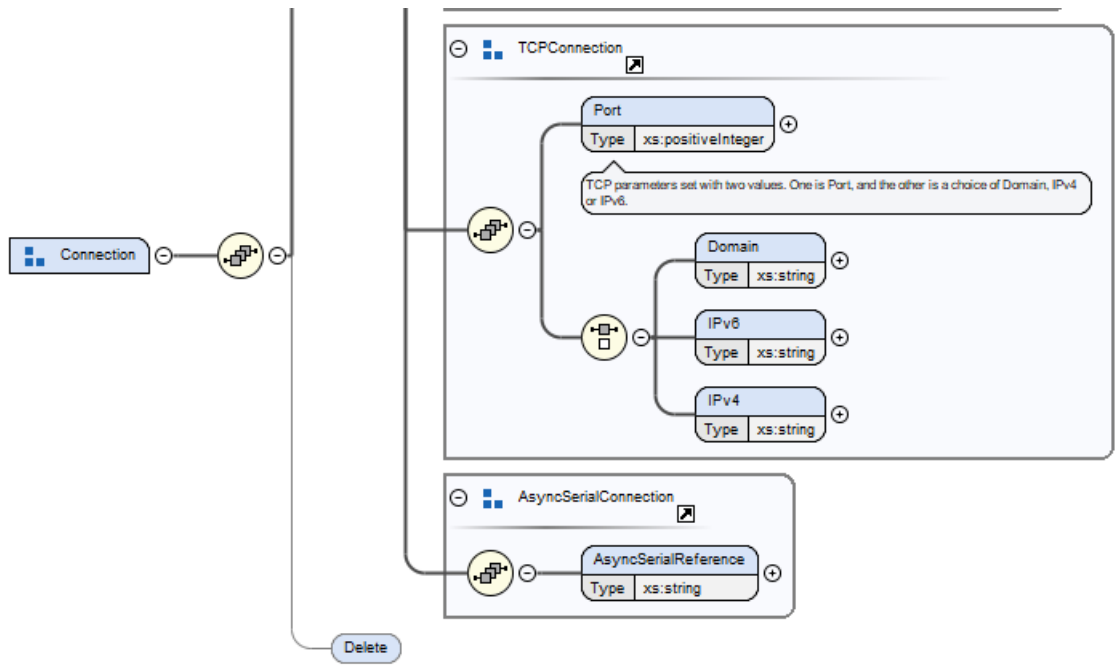 TCPConnection
Port
Type xs:positiveInteger
TCP parameters set with two values. One is Port, and the other is a choice of Domain, IPv4
or IPv6.
Connection
Domain
Type xs:string
IPv6
Type xs:string
IPv4
Type xs:string
AsyncSerialConnection
AsyncSerialReference
Type xs:string
Delete